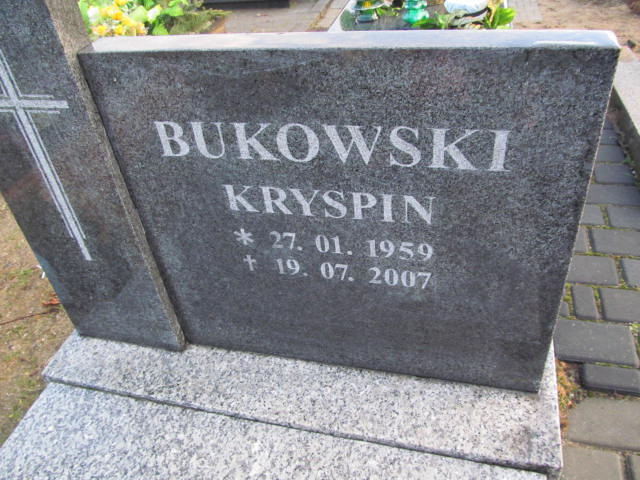 BUKOWSKI
KRYSPIN
* 27. 01. 1959
† 19. 07. 2007